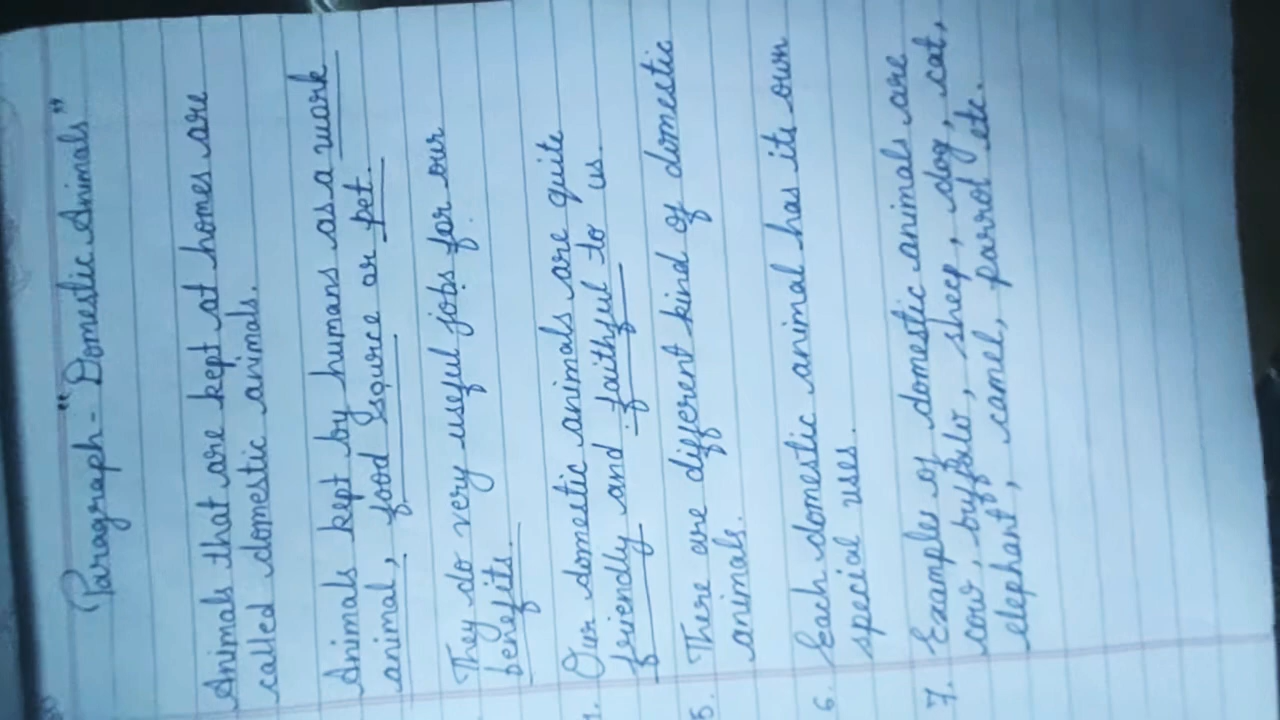 Paragraph - "Domestic Animals"
Animals that are kept at homes are
called domestic animals.
Animals kept by humans as a work
animal, food source or pet.
They do very useful jobs for our
benefits.
Our domestic animals are quite
friendly and faithful to us.
5. There are different kind of domestic
animals.
6. Each domestic animal has its own
special uses.
7. Examples of domestic animals are
cow, buffalo, sheep, dog, cat,
elephant, camel, parrot etc.